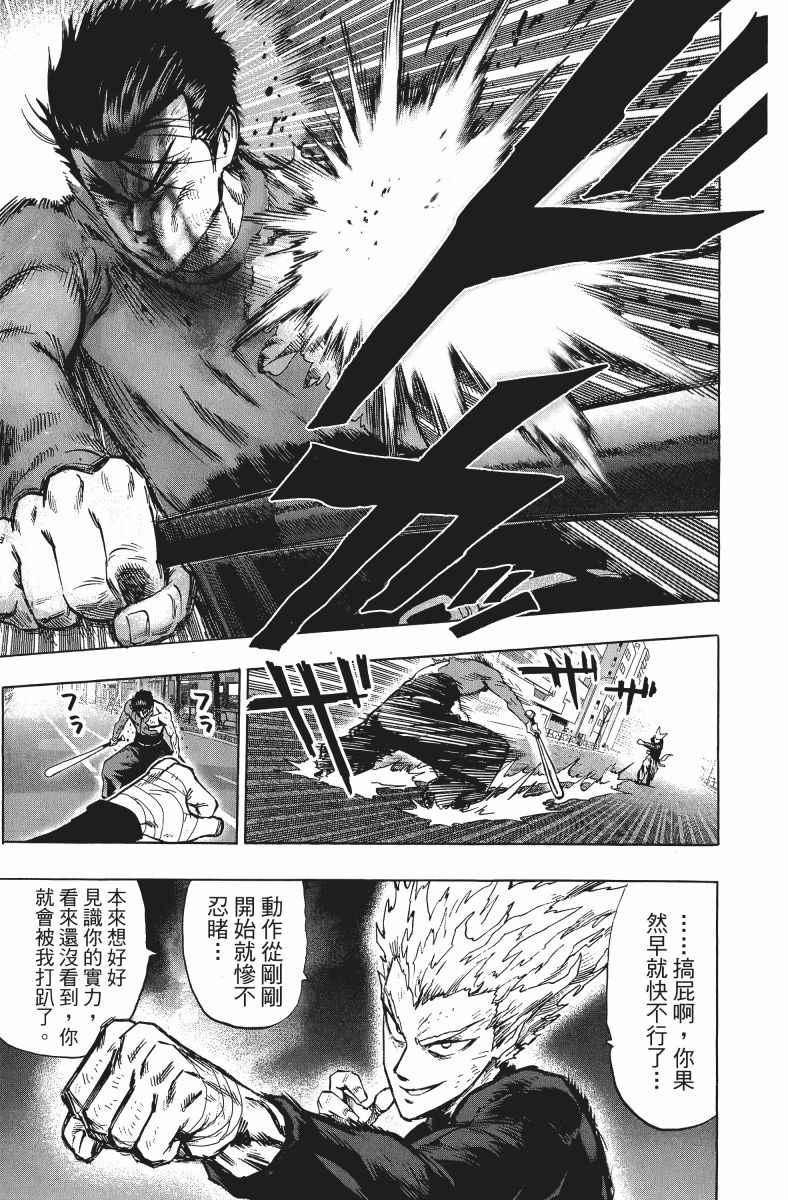 ドガッ
ザザザザ
ザザ
フラ
フラ
……搞屁啊，你果
然早就快不行了…
動作從剛剛
開始就慘不
忍睹…
本來想好好
見識你的實力，
看來還沒看到，你
就會被我打趴了。